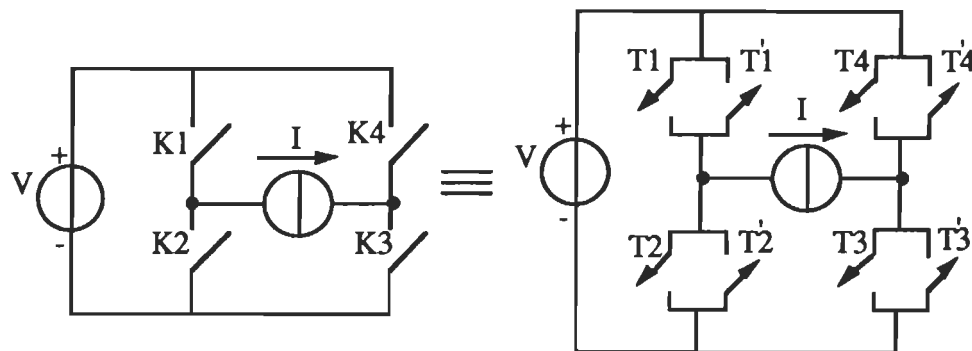 K1
I
K4
+
V
-
K2
K3
T1
T'1
T4
T'4
+
I
V
-
T2
T'2
T3
T'3